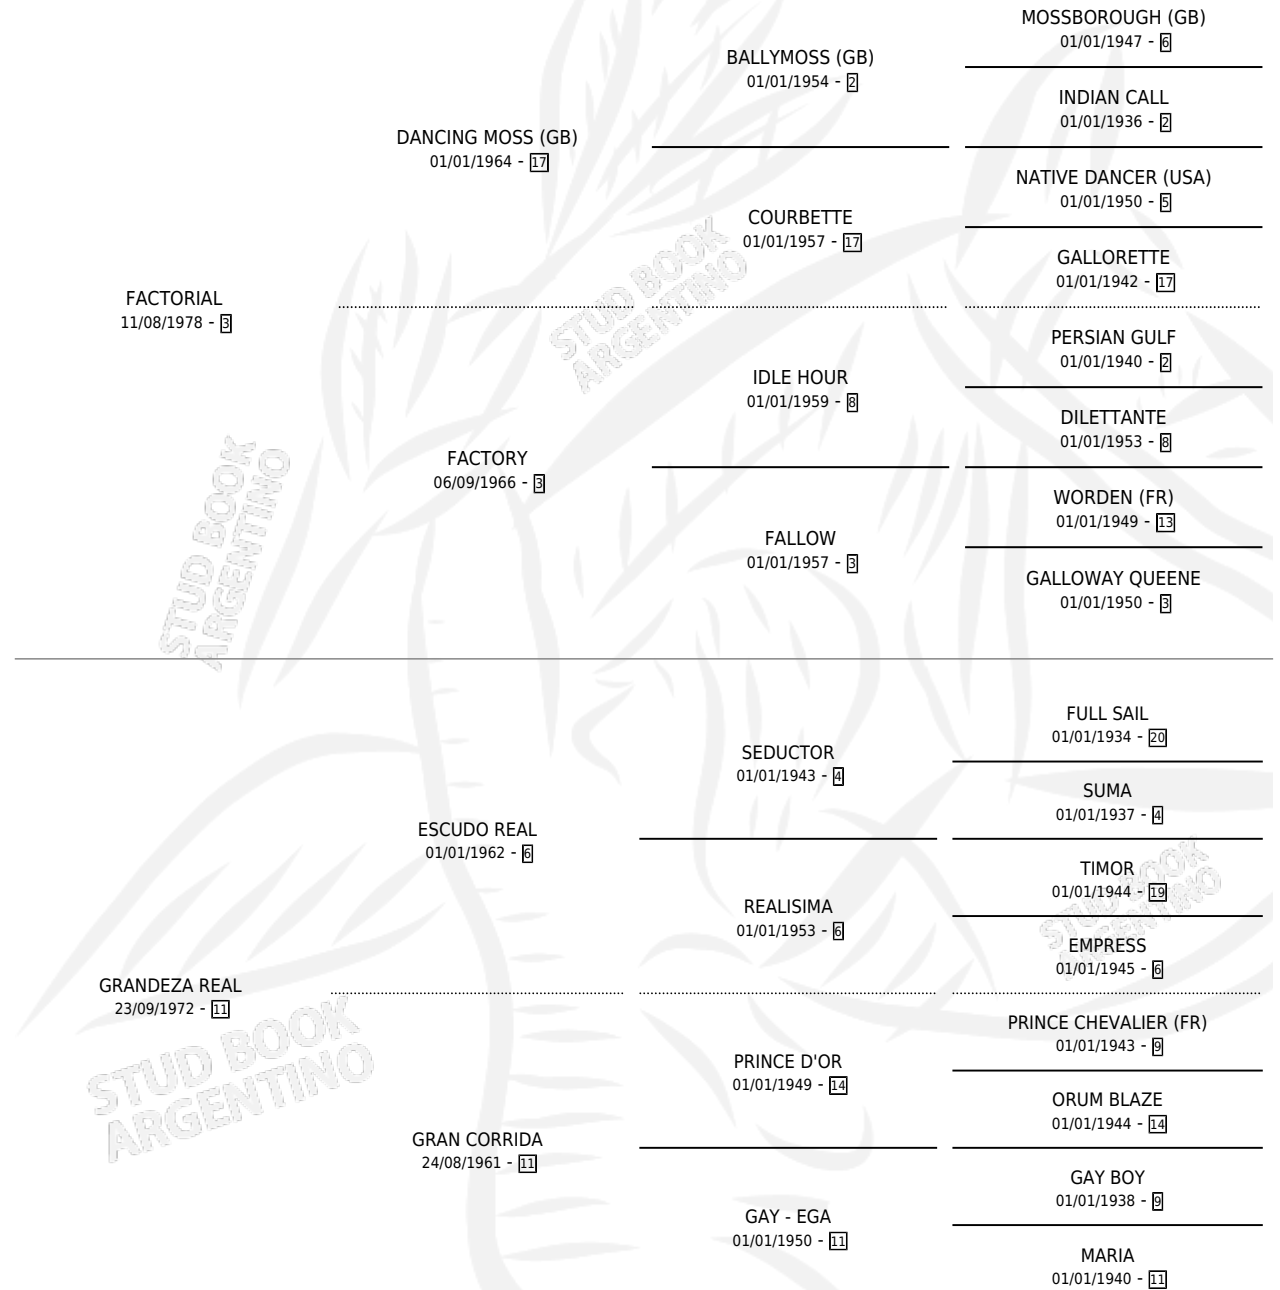 MOSSBOROUGH (GB)
01/01/1947 - 6
BALLYMOSS (GB)
01/01/1954 - 2
INDIAN CALL
01/01/1936 - 2
DANCING MOSS (GB)
01/01/1964 - 17
NATIVE DANCER (USA)
01/01/1950 - 5
COURBETTE
01/01/1957 - 17
GALLORETTE
01/01/1942 - 17
FACTORIAL
11/08/1978 - 3
STUD BOOK
ARGENTINO
PERSIAN GULF
01/01/1940 - 2
IDLE HOUR
01/01/1959 - 8
DILETTANTE
01/01/1953 - 8
FACTORY
06/09/1966 - 3
WORDEN (FR)
01/01/1949 - 13
FALLOW
01/01/1957 - 3
GALLOWAY QUEENE
01/01/1950 - 3
STUD BOOK
ARGENTINO
FULL SAIL
01/01/1934 - 20
SEDUCTOR
01/01/1943 - 4
SUMA
01/01/1937 - 4
ESCUDO REAL
01/01/1962 - 6
TIMOR
01/01/1944 - 19
REALISIMA
01/01/1953 - 6
EMPRESS
01/01/1945 - 6
STUD BOOK
ARGENTINO
GRANDEZA REAL
23/09/1972 - 11
PRINCE CHEVALIER (FR)
01/01/1943 - 9
PRINCE D'OR
01/01/1949 - 14
ORUM BLAZE
01/01/1944 - 14
STUD BOOK
ARGENTINO
GRAN CORRIDA
24/08/1961 - 11
GAY BOY
01/01/1938 - 9
GAY - EGA
01/01/1950 - 11
MARIA
01/01/1940 - 11